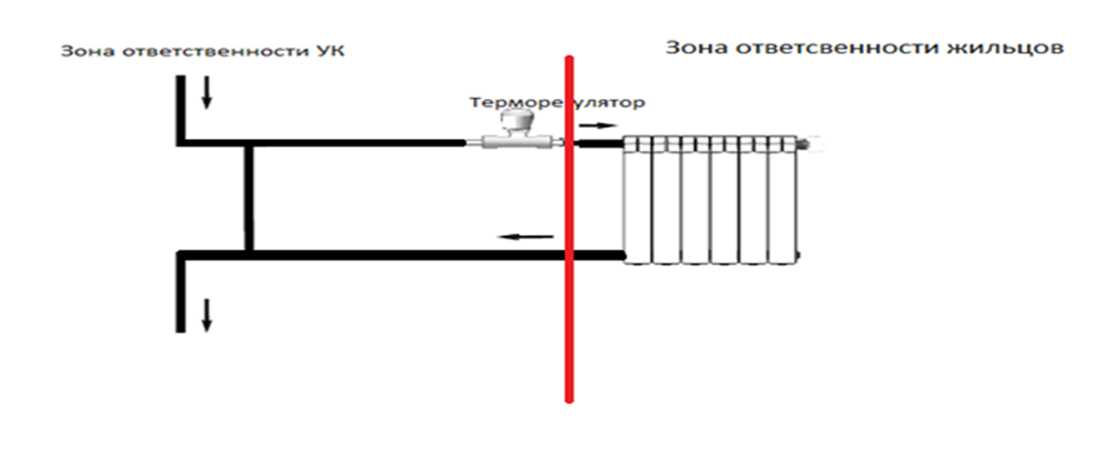 Зона ответственности УК
Зона ответсвенности жильцов
Терморегулятор